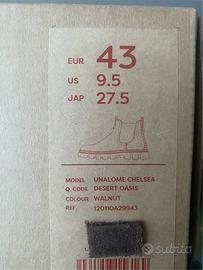 EUR 43
US 9.5
JAP 27.5
MODEL UNALOME CHELSEA
Q. CODE DESERT OASIS
COLOUR WALNUT
REF. 120110A29943
subito